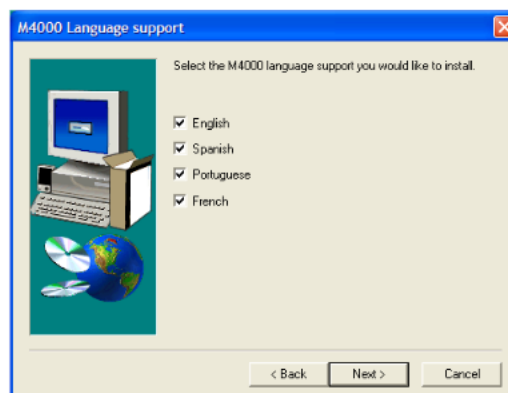 M4000 Language support
Select the M4000 language support you would like to install.
English
Spanish
Portuguese
French
< Back
Next >
Cancel